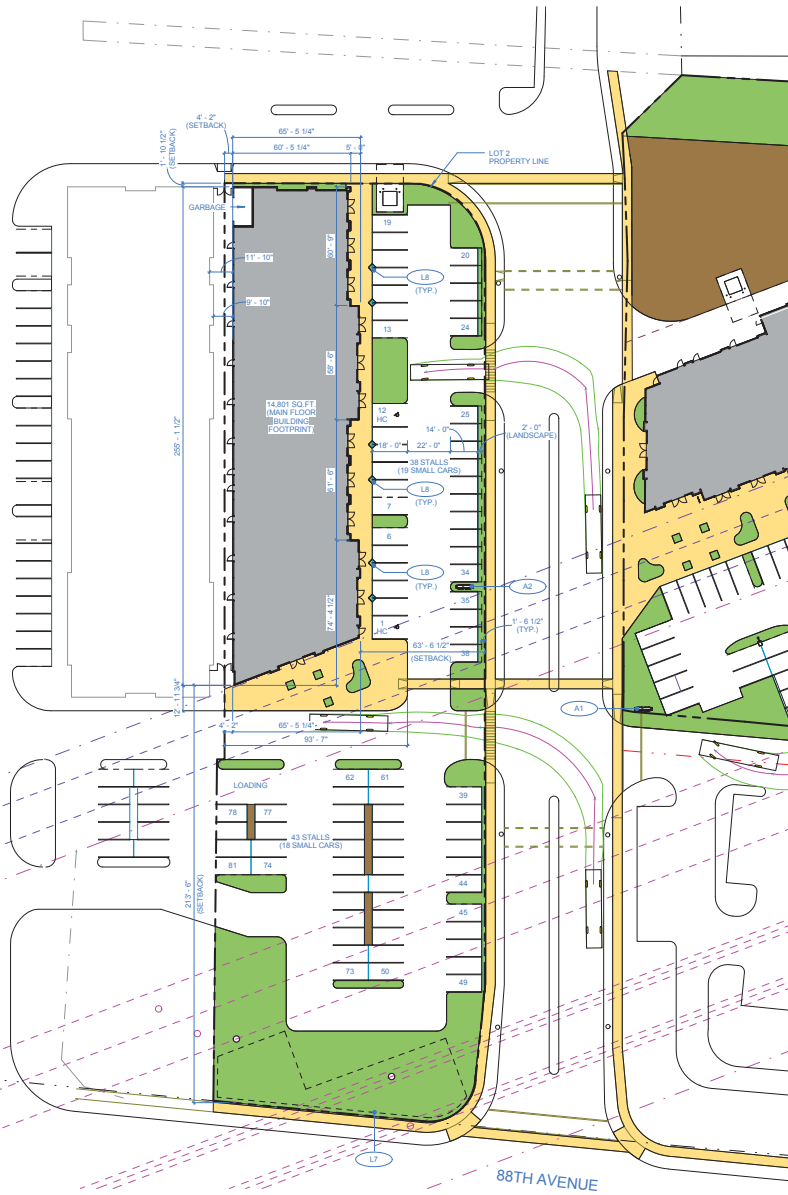 4' - 2"
(SETBACK)
65' - 5 1/4"
60' - 5 1/4"
5' - 0"
1' - 10 1/2"
(SETBACK)
LOT 2
PROPERTY LINE
GARBAGE
19
20
60' - 9"
11' - 10"
L8
(TYP.)
9' - 10"
13
24
58' - 6"
14,801 SQ.FT.
(MAIN FLOOR
BUILDING
FOOTPRINT)
12
HC
25
255' - 1 1/2"
14' - 0"
2' - 0"
(LANDSCAPE)
18' - 0"
22' - 0"
38 STALLS
(19 SMALL CARS)
L8
(TYP.)
61' - 6"
7
6
L8
(TYP.)
34
A2
35
74' - 4 1/2"
1
HC
1' - 6 1/2"
(TYP.)
63' - 6 1/2"
(SETBACK)
38
12' - 11 3/4"
A1
4' - 2"
65' - 5 1/4"
93' - 7"
LOADING
62
61
39
78
77
43 STALLS
(18 SMALL CARS)
81
74
44
213' - 6"
(SETBACK)
45
73
50
49
L7
88TH AVENUE